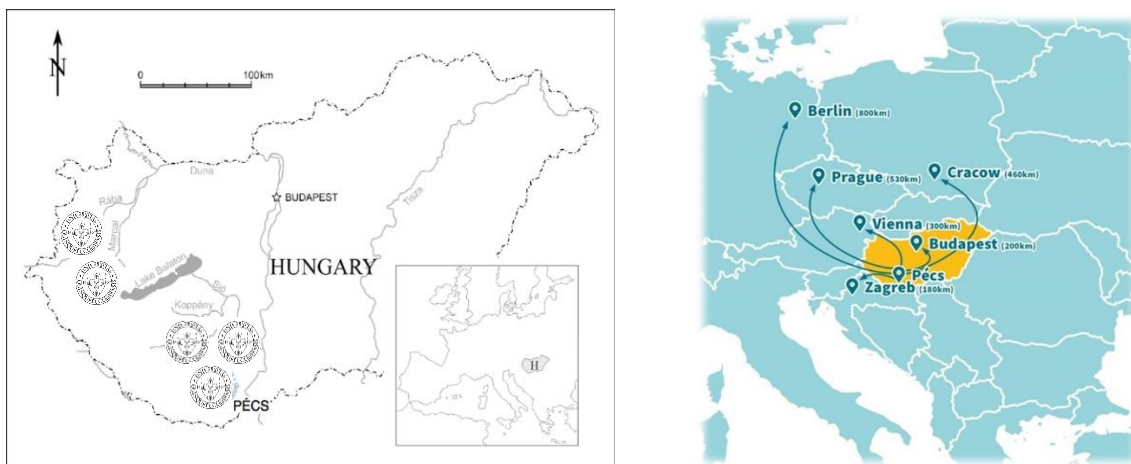 N
0 100km
Duna
Rába
Marcal
BUDAPEST
Tisza
HUNGARY
Lake Balaton
Sió
Koppány
PÉCS
H
Berlin (800km)
Prague (530km)
Cracow (460km)
Vienna (300km)
Budapest (200km)
Pécs
Zagreb (180km)